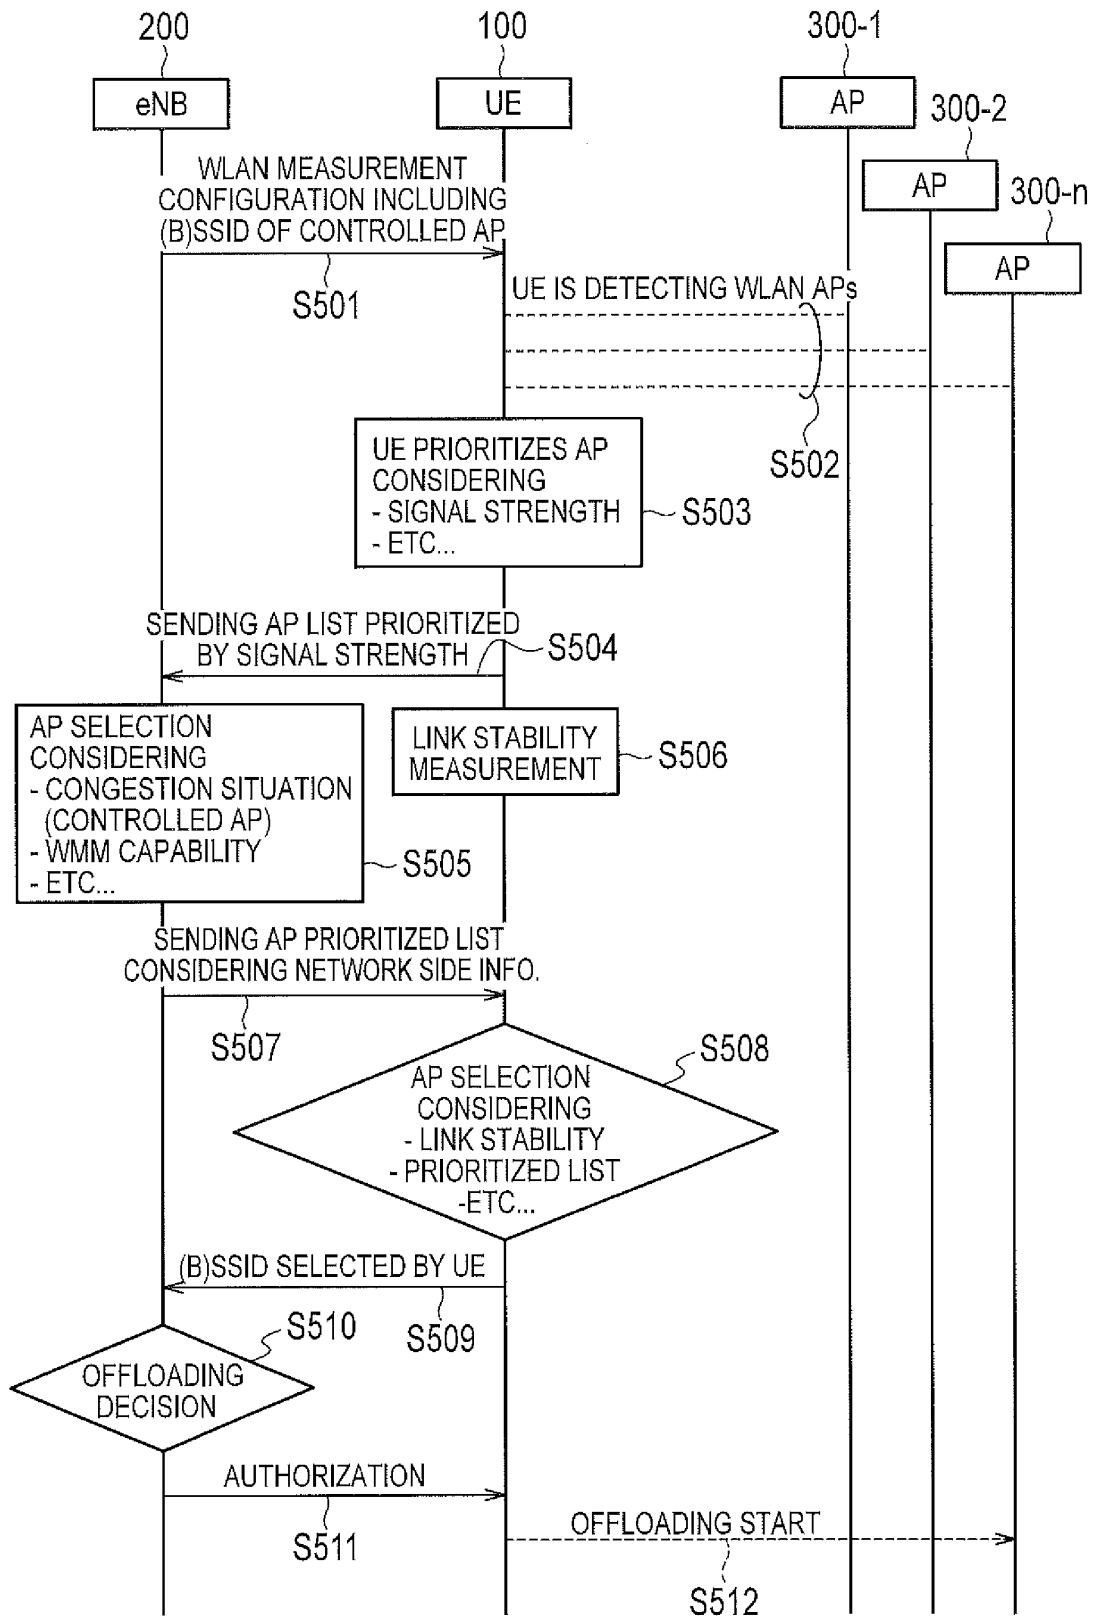 200
100
300-1
eNB
UE
AP
300-2
AP
300-n
AP
WLAN MEASUREMENT
CONFIGURATION INCLUDING
(B)SSID OF CONTROLLED AP
S501
UE IS DETECTING WLAN APs
S502
UE PRIORITIZES AP
CONSIDERING
- SIGNAL STRENGTH
- ETC...
S503
SENDING AP LIST PRIORITIZED
BY SIGNAL STRENGTH
S504
AP SELECTION
CONSIDERING
- CONGESTION SITUATION
(CONTROLLED AP)
- WMM CAPABILITY
- ETC...
S505
LINK STABILITY
MEASUREMENT
S506
SENDING AP PRIORITIZED LIST
CONSIDERING NETWORK SIDE INFO.
S507
S508
AP SELECTION
CONSIDERING
- LINK STABILITY
- PRIORITIZED LIST
-ETC...
(B)SSID SELECTED BY UE
S509
S510
OFFLOADING
DECISION
AUTHORIZATION
S511
OFFLOADING START
S512